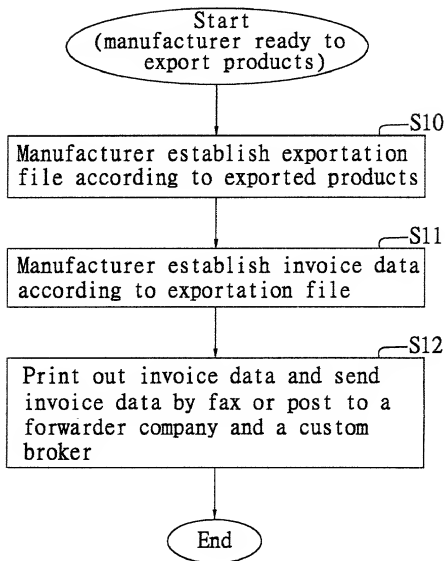 Start
(manufacturer ready to
export products)
S10
Manufacturer establish exportation
file according to exported products
S11
Manufacturer establish invoice data
according to exportation file
S12
Print out invoice data and send
invoice data by fax or post to a
forwarder company and a custom
broker
End